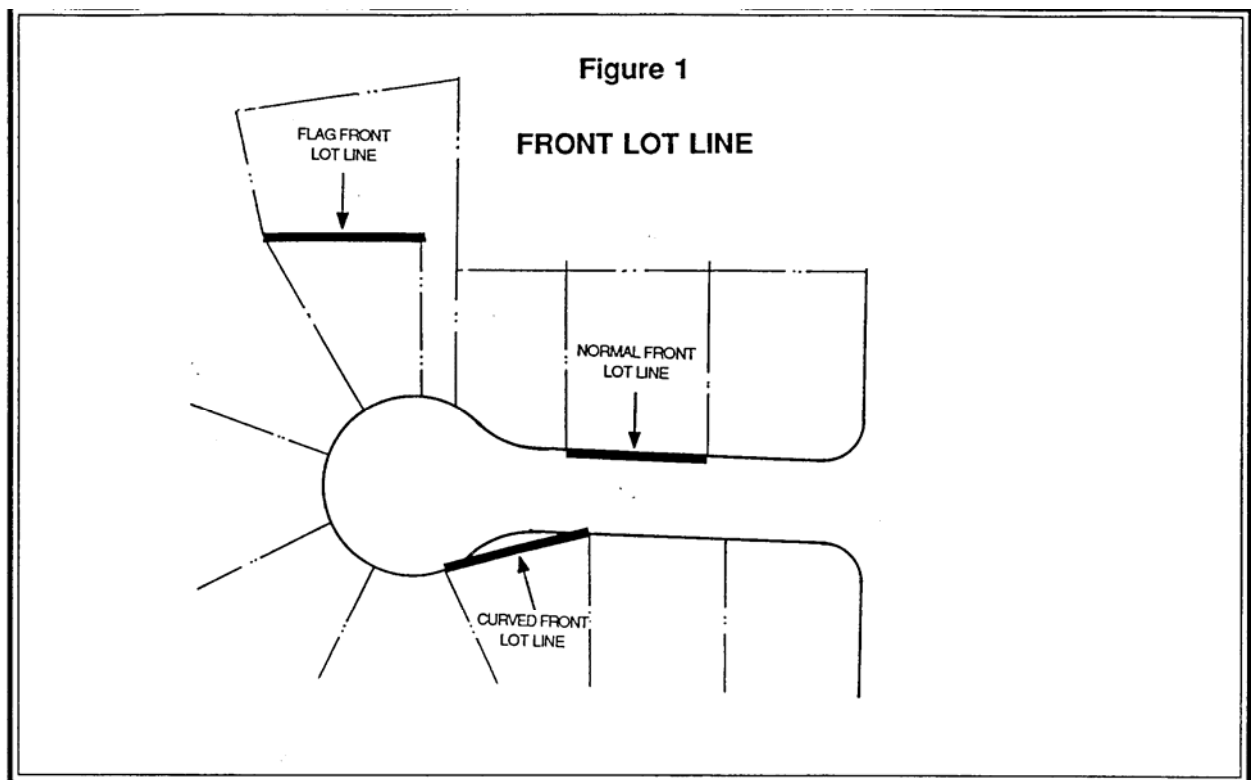 Figure 1
FRONT LOT LINE
FLAG FRONT
LOT LINE
NORMAL FRONT
LOT LINE
CURVED FRONT
LOT LINE